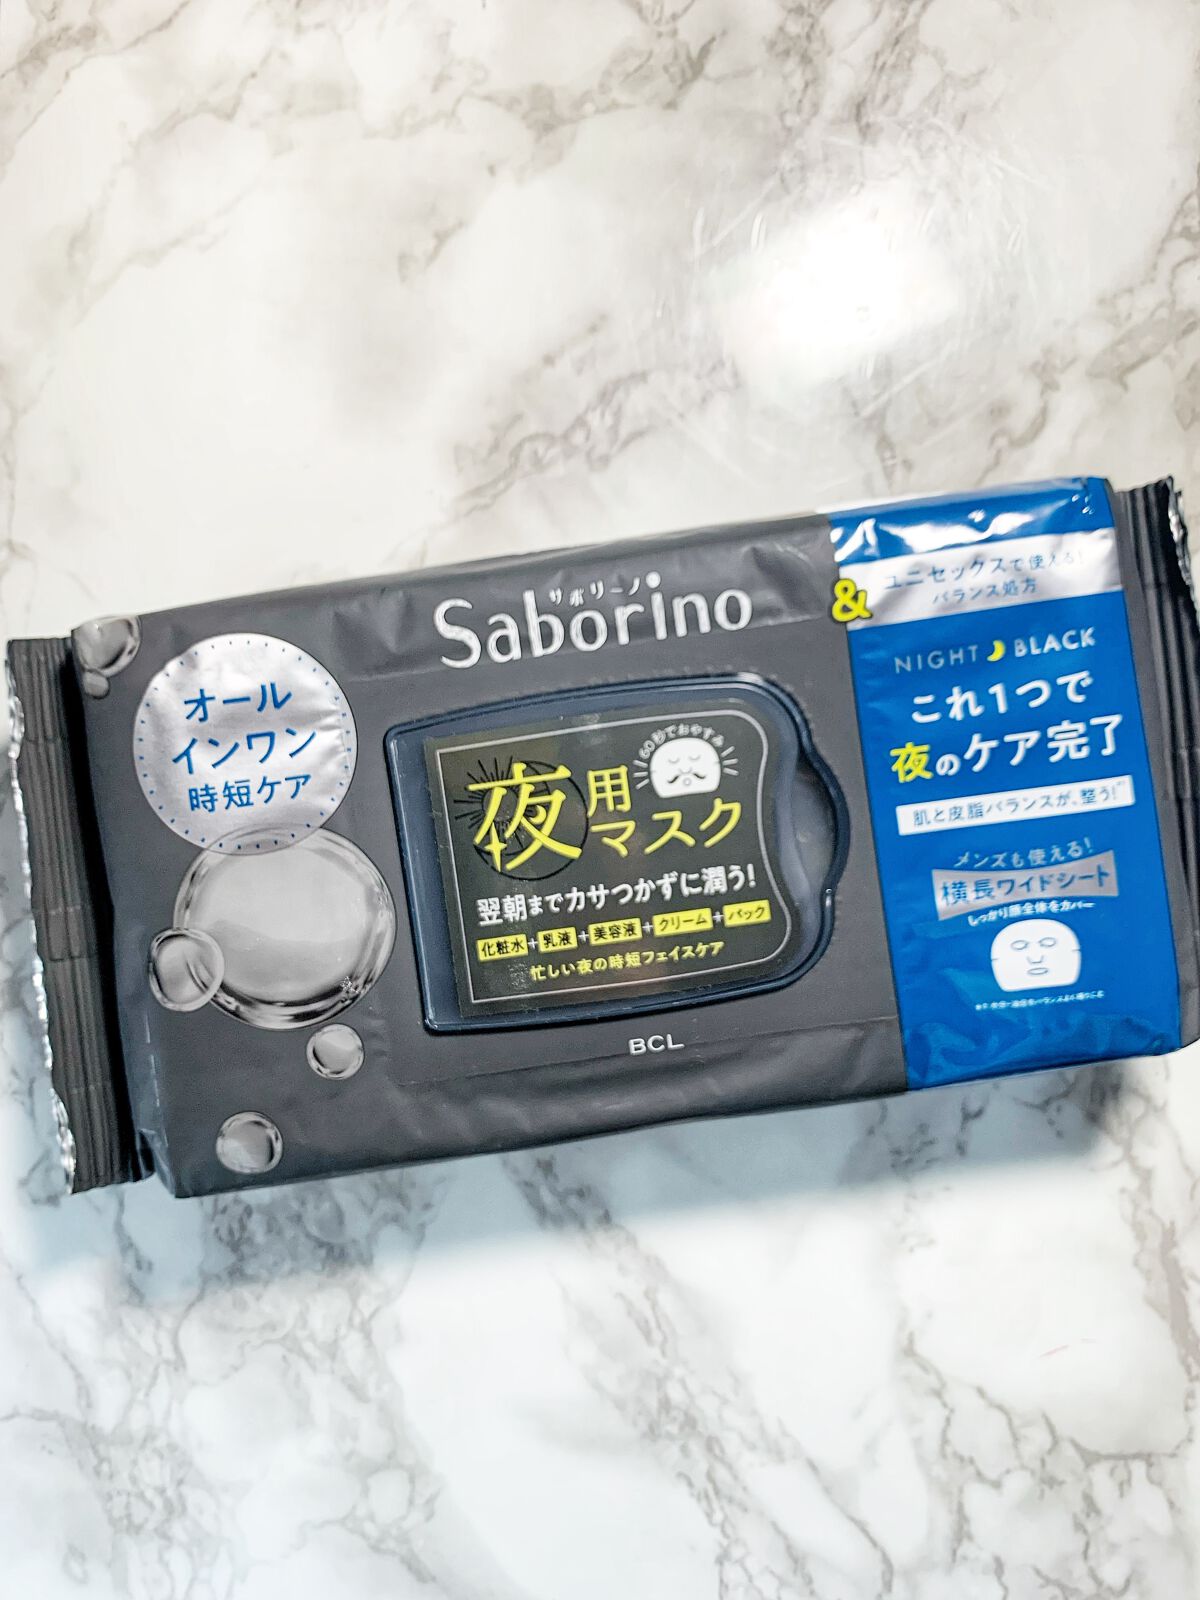 サボリーノ
Saborino
オール
インワン
時短ケア
60秒でおやすみ
夜用
マスク
翌朝までカサつかずに潤う!
化粧水+乳液+美容液+クリーム+パック
忙しい夜の時短フェイスケア
BCL
&
ユニセックスで使える!
バランス処方
NIGHT BLACK
これ1つで
夜のケア完了
肌と皮脂バランスが、整う!
メンズも使える!
横長ワイドシート
しっかり顔全体をカバー